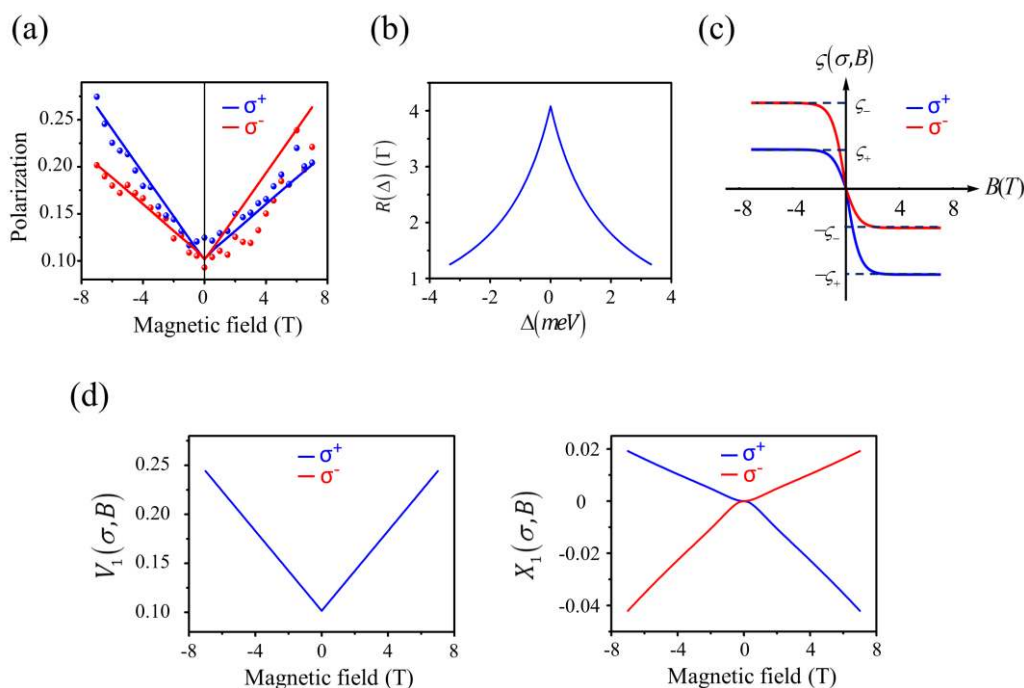 (a)
(b)
(c)
Polarization
0.25
0.20
0.15
0.10
σ⁺
σ⁻
-8 -4 0 4 8
Magnetic field (T)
R(Δ) (Γ)
4
3
2
1
-4 -2 0 2 4
Δ(meV)
ς(σ,B)
ς₋
ς₊
σ⁺
σ⁻
B(T)
-8 -4 4 8
-ς₋
-ς₊
(d)
V₁(σ,B)
0.25
0.20
0.15
0.10
σ⁺
σ⁻
-8 -4 0 4 8
Magnetic field (T)
X₁(σ,B)
0.02
0
-0.02
-0.04
σ⁺
σ⁻
-8 -4 0 4 8
Magnetic field (T)